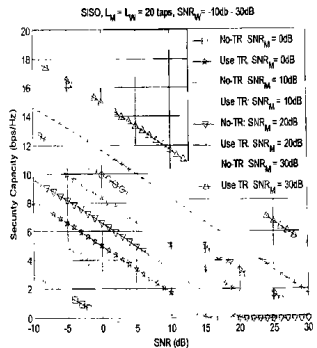 SISO, L_M = L_W = 20 taps, SNR_W = -10db - 30dB
20
18
16
14
12
10
8
6
4
2
0
Security Capacity (bps/Hz)
No-TR SNR_M = 0dB
Use TR: SNR_M = 0dB
No-TR SNR_M = 10dB
Use TR: SNR_M = 10dB
No-TR: SNR_M = 20dB
Use TR: SNR_M = 20dB
No-TR SNR_M = 30dB
Use TR SNR_M = 30dB
-10 -5 0 5 10 15 20 25 30
SNR (dB)